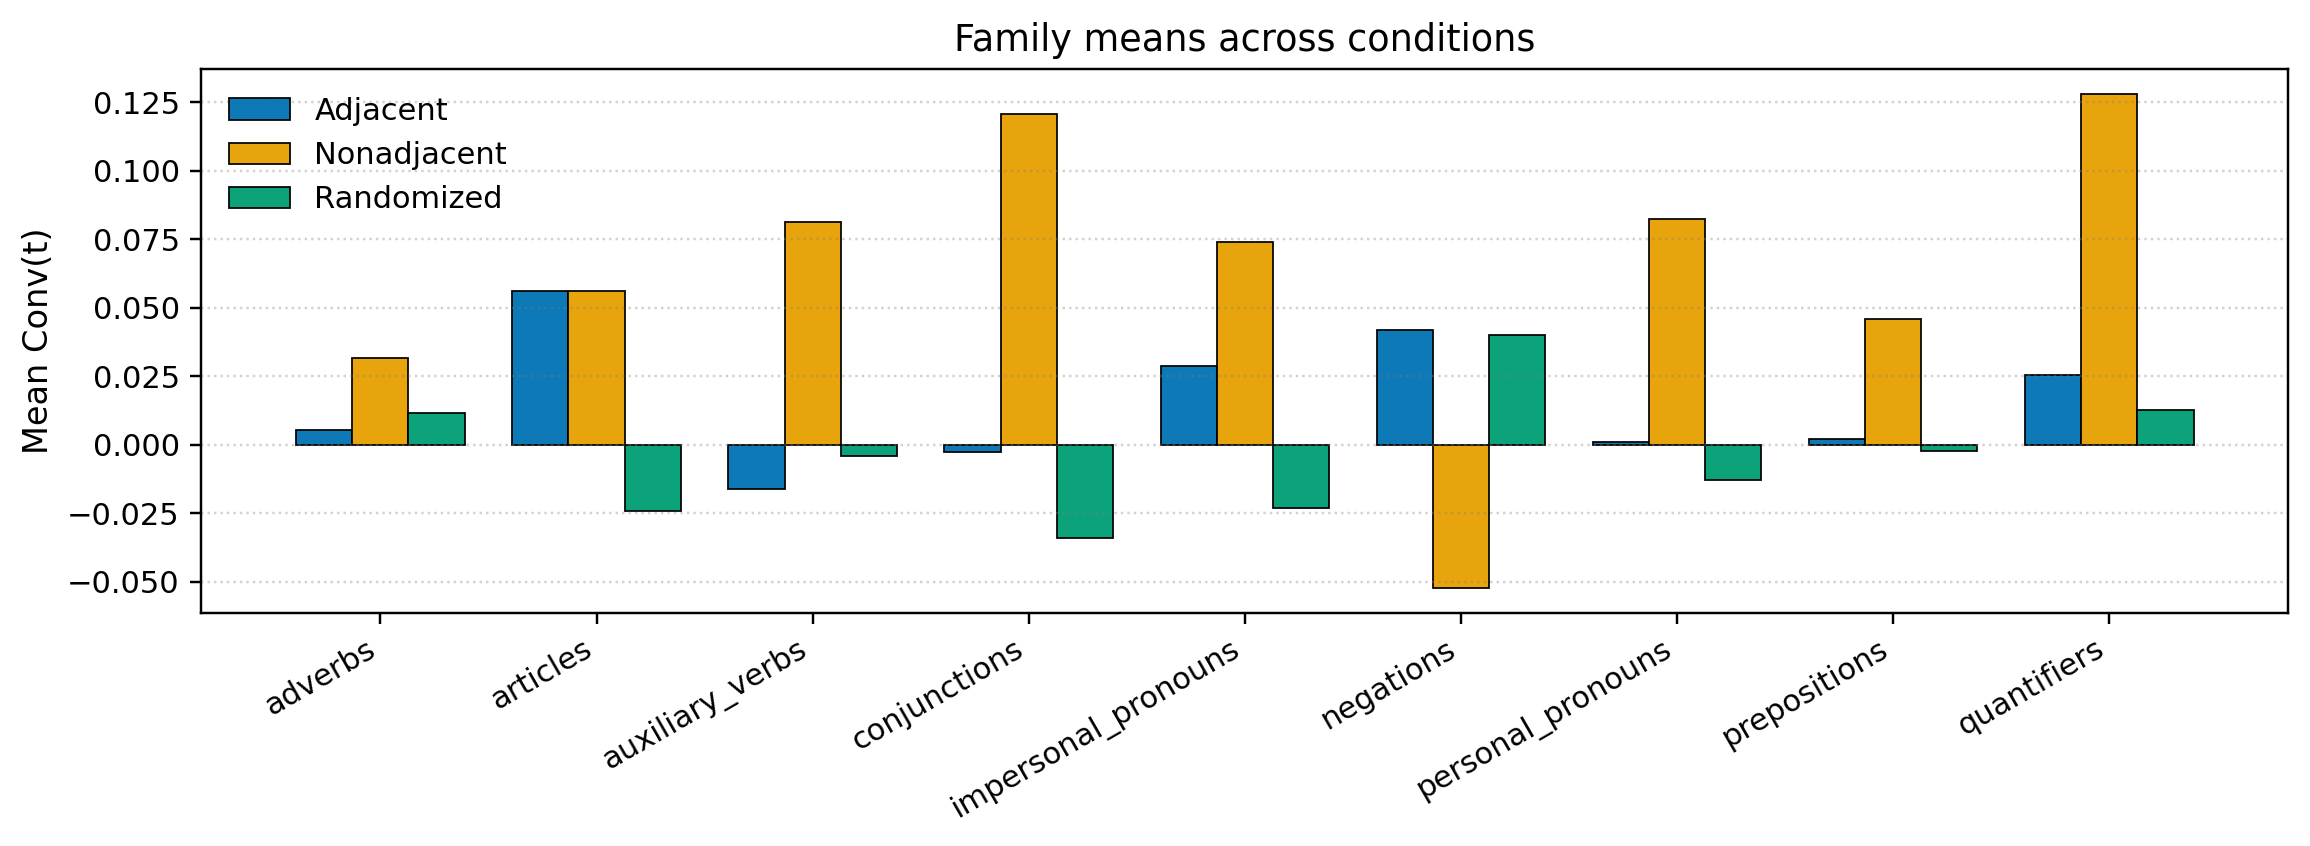 Family means across conditions
Mean Conv(t)
0.125
0.100
0.075
0.050
0.025
0.000
−0.025
−0.050
Adjacent
Nonadjacent
Randomized
adverbs
articles
auxiliary_verbs
conjunctions
impersonal_pronouns
negations
personal_pronouns
prepositions
quantifiers